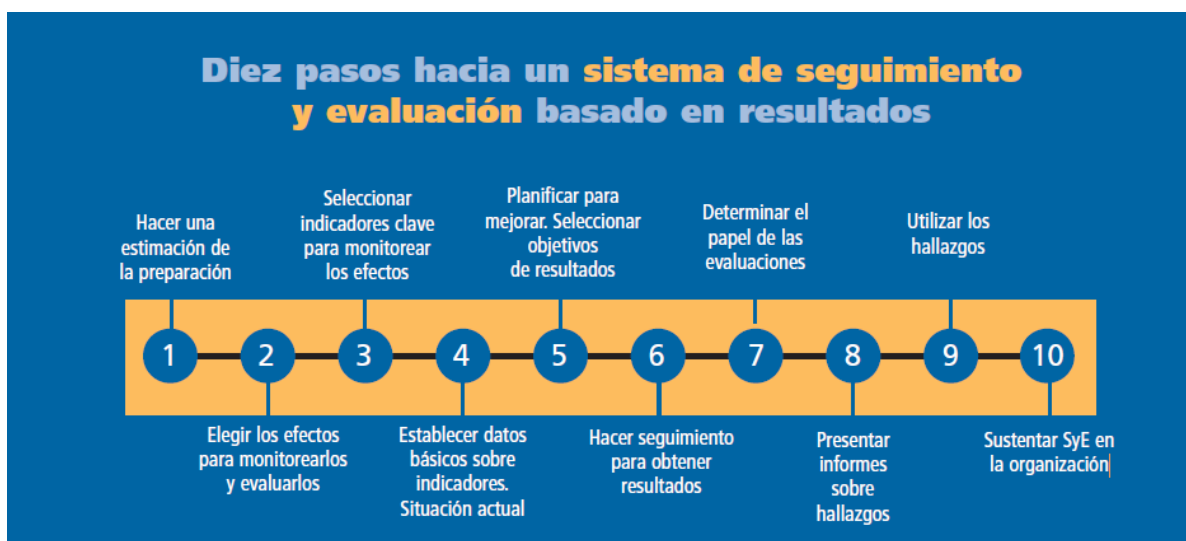 Diez pasos hacia un sistema de seguimiento
y evaluación basado en resultados
Hacer una
estimación de
la preparación
Seleccionar
indicadores clave
para monitorear
los efectos
Planificar para
mejorar. Seleccionar
objetivos
de resultados
Determinar el
papel de las
evaluaciones
Utilizar los
hallazgos
1 2 3 4 5 6 7 8 9 10
Elegir los efectos
para monitorearlos
y evaluarlos
Establecer datos
básicos sobre
indicadores.
Situación actual
Hacer seguimiento
para obtener
resultados
Presentar
informes
sobre
hallazgos
Sustentar SyE en
la organización